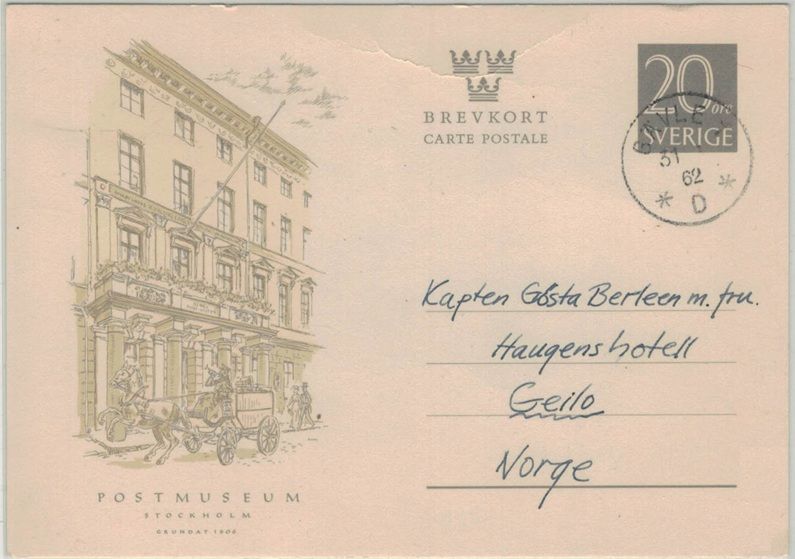 BREVKORT
CARTE POSTALE
20 öre
SVERIGE
GÄVLE
31
62
* D *
Kapten Gösta Berleen m. fru.
Haugens hotell
Geilo
Norge
POSTMUSEUM
STOCKHOLM
GRUNDAT 1906